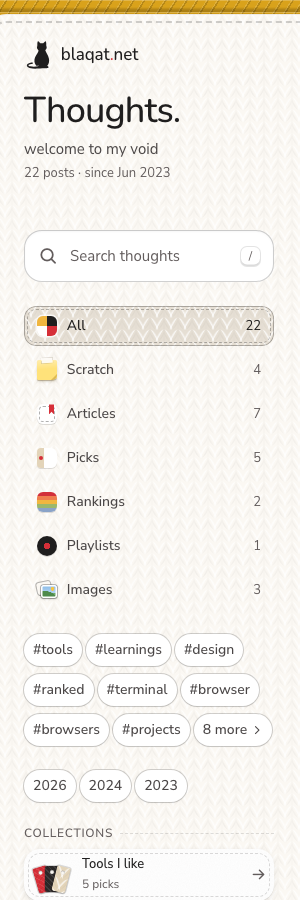 blaqat.net
Thoughts.
welcome to my void
22 posts · since Jun 2023
Search thoughts /
All 22
Scratch 4
Articles 7
Picks 5
Rankings 2
Playlists 1
Images 3
#tools #learnings #design
#ranked #terminal #browser
#browsers #projects 8 more >
2026 2024 2023
COLLECTIONS
Tools I like
5 picks